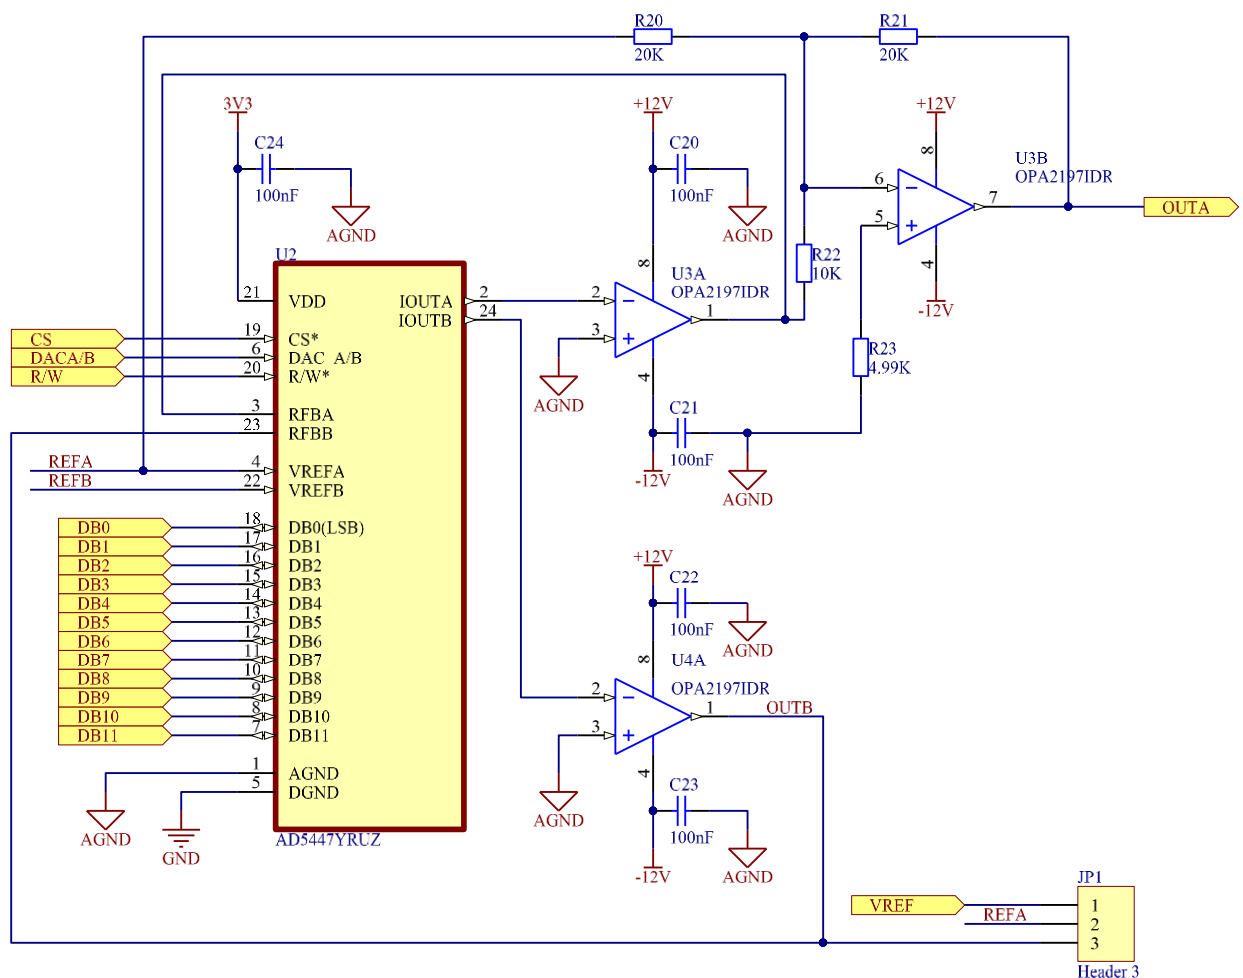 R20
20K
R21
20K
3V3
C24
100nF
AGND
+12V
C20
100nF
AGND
+12V
8
U3B
OPA2197IDR
6
5
7
4
-12V
OUTA
U2
21
VDD
IOUTA
2
IOUTB
24
CS
19
CS*
DACA/B
6
DAC A/B
R/W
20
R/W*
3
RFBA
23
RFBB
REFA
4
VREFA
REFB
22
VREFB
DB0
18
DB0(LSB)
DB1
17
DB1
DB2
16
DB2
DB3
15
DB3
DB4
14
DB4
DB5
13
DB5
DB6
12
DB6
DB7
11
DB7
DB8
10
DB8
DB9
9
DB9
DB10
8
DB10
DB11
7
DB11
1
AGND
5
DGND
AGND
GND
AD5447YRUZ
8
U3A
OPA2197IDR
2
3
1
4
AGND
R22
10K
R23
4.99K
C21
100nF
-12V
AGND
+12V
C22
100nF
AGND
8
U4A
OPA2197IDR
2
3
1
OUTB
4
AGND
C23
100nF
-12V
AGND
JP1
VREF
1
REFA
2
3
Header 3